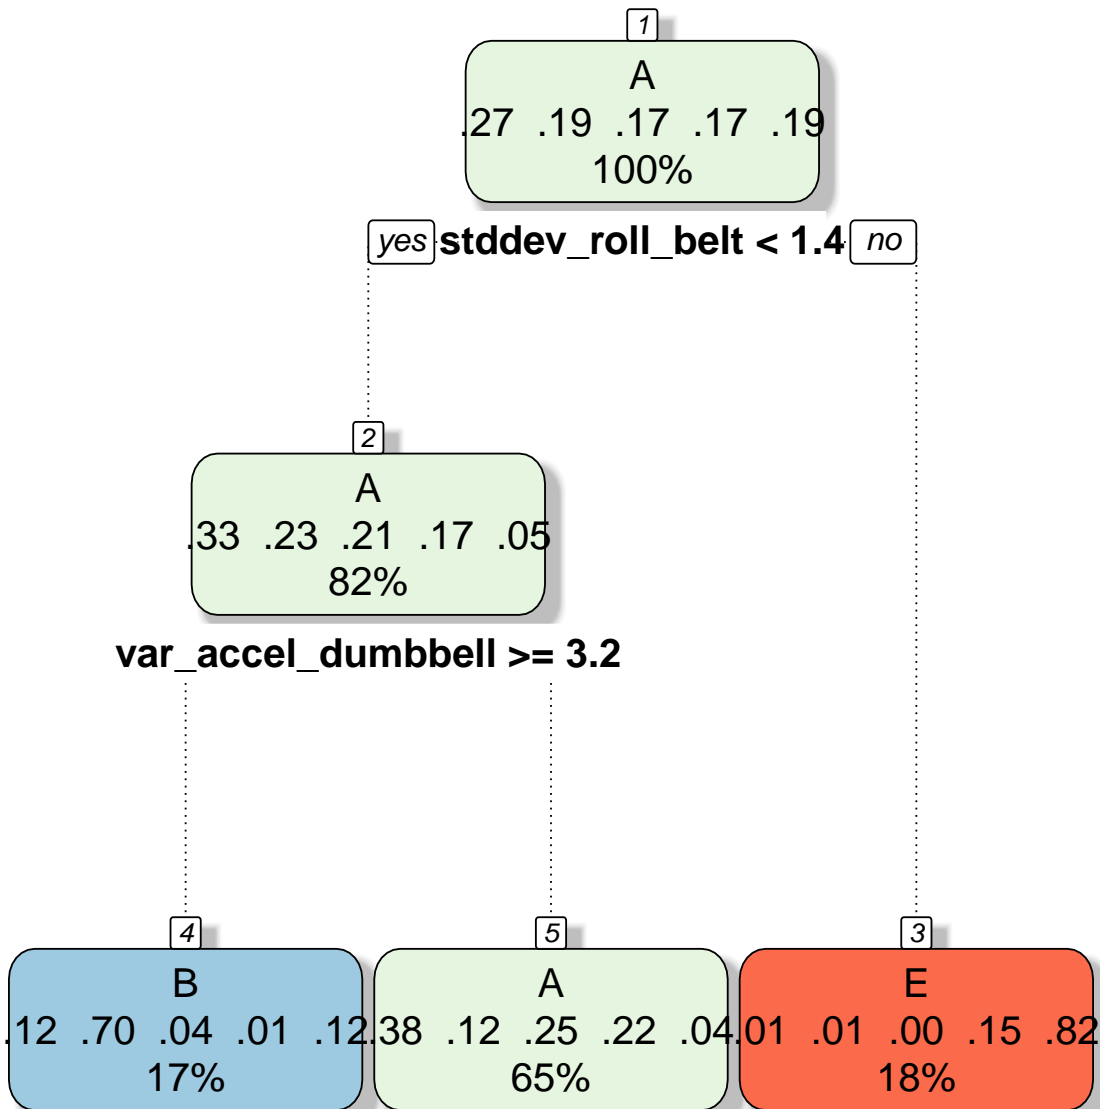 1
A
.27 .19 .17 .17 .19
100%
yes stddev_roll_belt < 1.4 no
2
A
.33 .23 .21 .17 .05
82%
var_accel_dumbbell >= 3.2
4
B
.12 .70 .04 .01 .12
17%
5
A
.38 .12 .25 .22 .04
65%
3
E
.01 .01 .00 .15 .82
18%